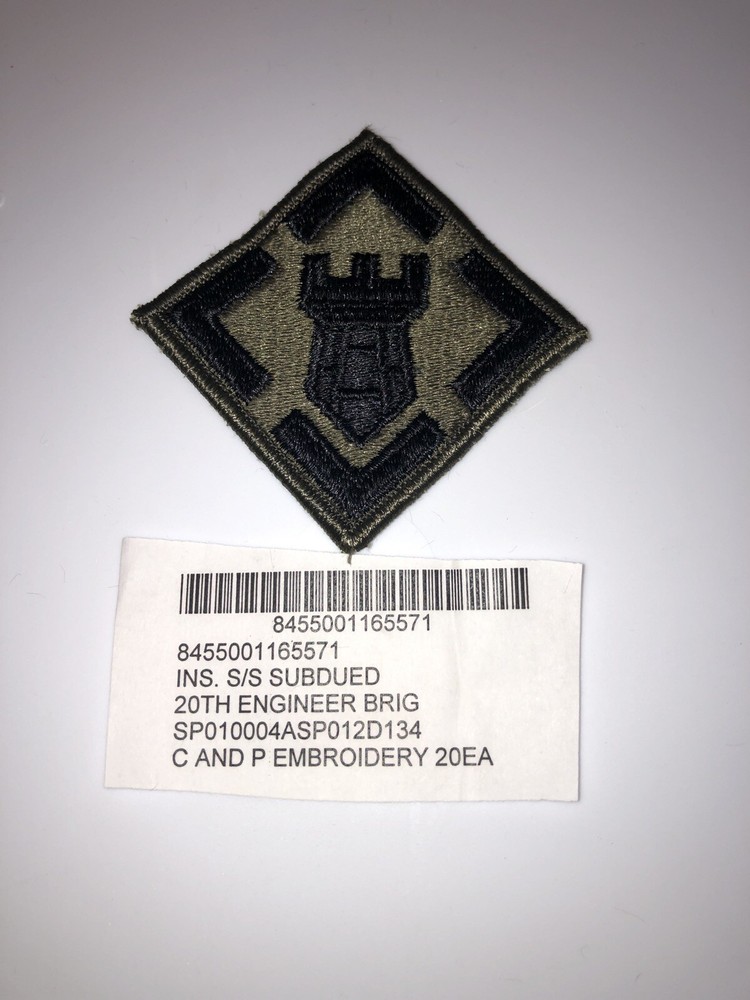 8455001165571
8455001165571
INS. S/S SUBDUED
20TH ENGINEER BRIG
SP010004ASP012D134
C AND P EMBROIDERY 20EA